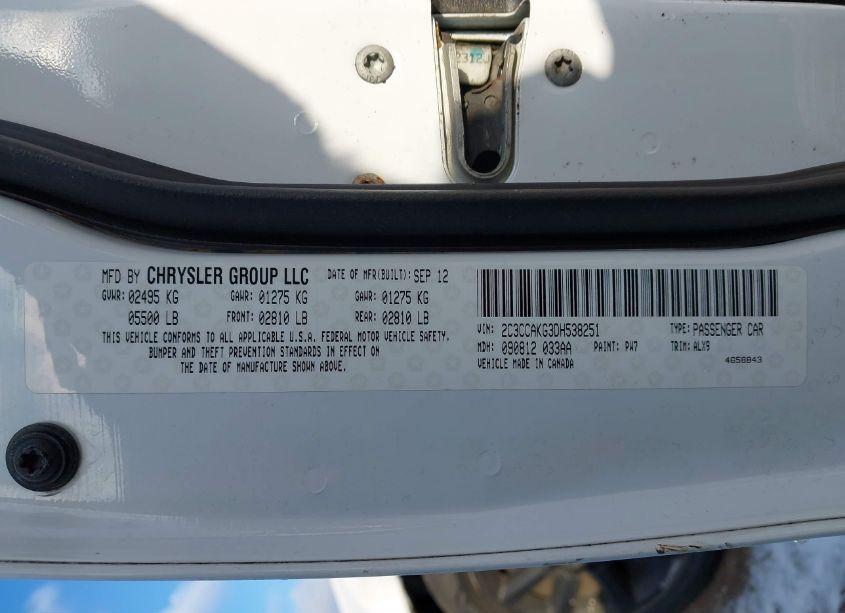 2312J
MFD BY CHRYSLER GROUP LLC DATE OF MFR(BUILT): SEP 12
GVWR: 02495 KG GAWR: 01275 KG GAWR: 01275 KG
05500 LB FRONT: 02810 LB REAR: 02810 LB
THIS VEHICLE CONFORMS TO ALL APPLICABLE U.S.A. FEDERAL MOTOR VEHICLE SAFETY,
BUMPER AND THEFT PREVENTION STANDARDS IN EFFECT ON
THE DATE OF MANUFACTURE SHOWN ABOVE.
VIN: 2C3CCAKG3DH538251 TYPE: PASSENGER CAR
MDH: 090812 033AA PAINT: PW7 TRIM: ALX9
VEHICLE MADE IN CANADA 4658843